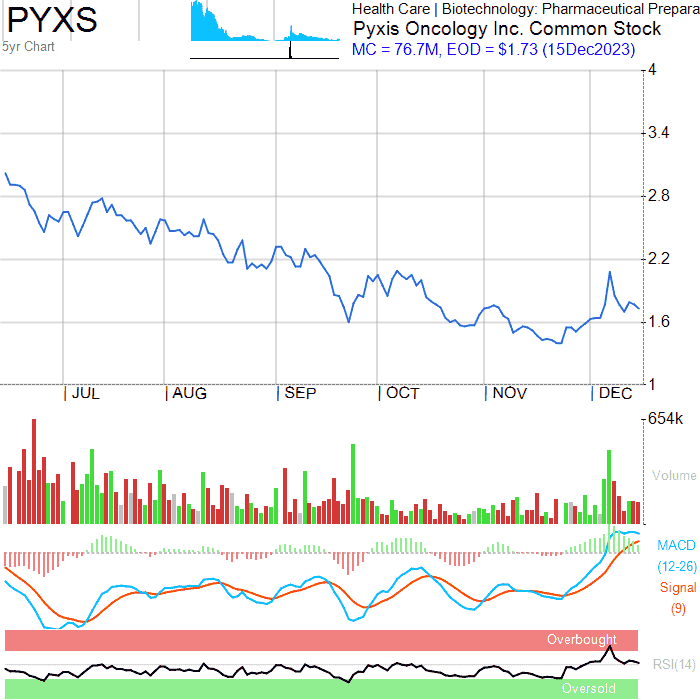 PYXS
5yr Chart
Health Care | Biotechnology: Pharmaceutical Prepara
Pyxis Oncology Inc. Common Stock
MC = 76.7M, EOD = $1.73 (15Dec2023)
4
3.4
2.8
2.2
1.6
1
| JUL | AUG | SEP | OCT | NOV | DEC
654k
Volume
MACD
(12-26)
Signal
(9)
Overbought
RSI(14)
Oversold